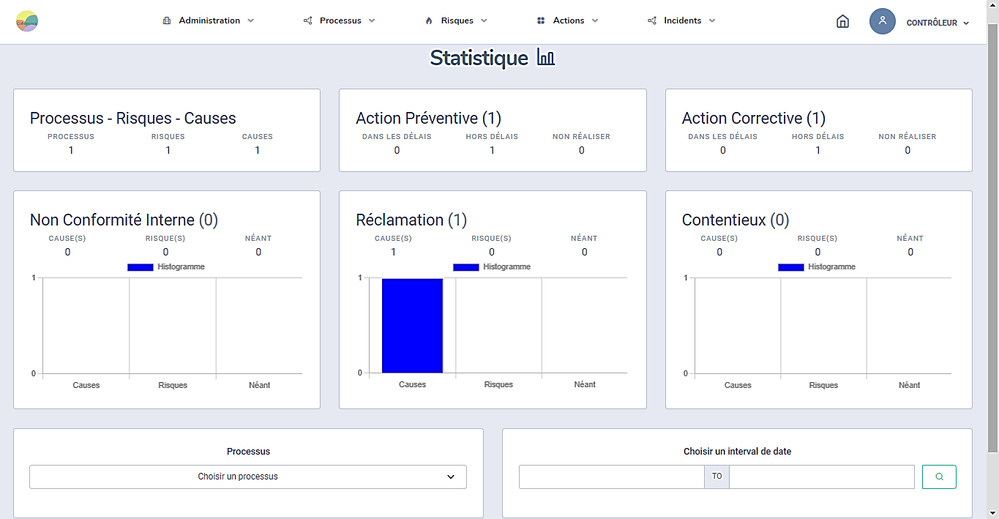 Administration Processus Risques Actions Incidents CONTRÔLEUR
Statistique
Processus - Risques - Causes
PROCESSUS RISQUES CAUSES
1 1 1
Action Préventive (1)
DANS LES DÉLAIS HORS DÉLAIS NON RÉALISER
0 1 0
Action Corrective (1)
DANS LES DÉLAIS HORS DÉLAIS NON RÉALISER
0 1 0
Non Conformité Interne (0)
CAUSE(S) RISQUE(S) NÉANT
0 0 0
Histogramme
1
0
Causes Risques Néant
Réclamation (1)
CAUSE(S) RISQUE(S) NÉANT
1 0 0
Histogramme
1
0
Causes Risques Néant
Contentieux (0)
CAUSE(S) RISQUE(S) NÉANT
0 0 0
Histogramme
1
0
Causes Risques Néant
Processus
Choisir un processus
Choisir un interval de date
TO